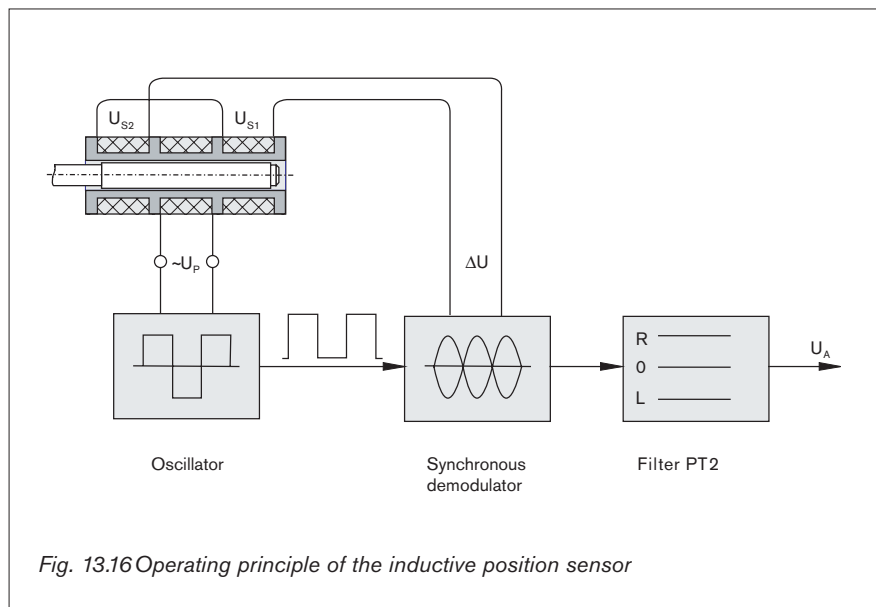 U_S2
U_S1
~U_P
ΔU
R
0
L
U_A
Oscillator
Synchronous
demodulator
Filter PT2
Fig. 13.16 Operating principle of the inductive position sensor